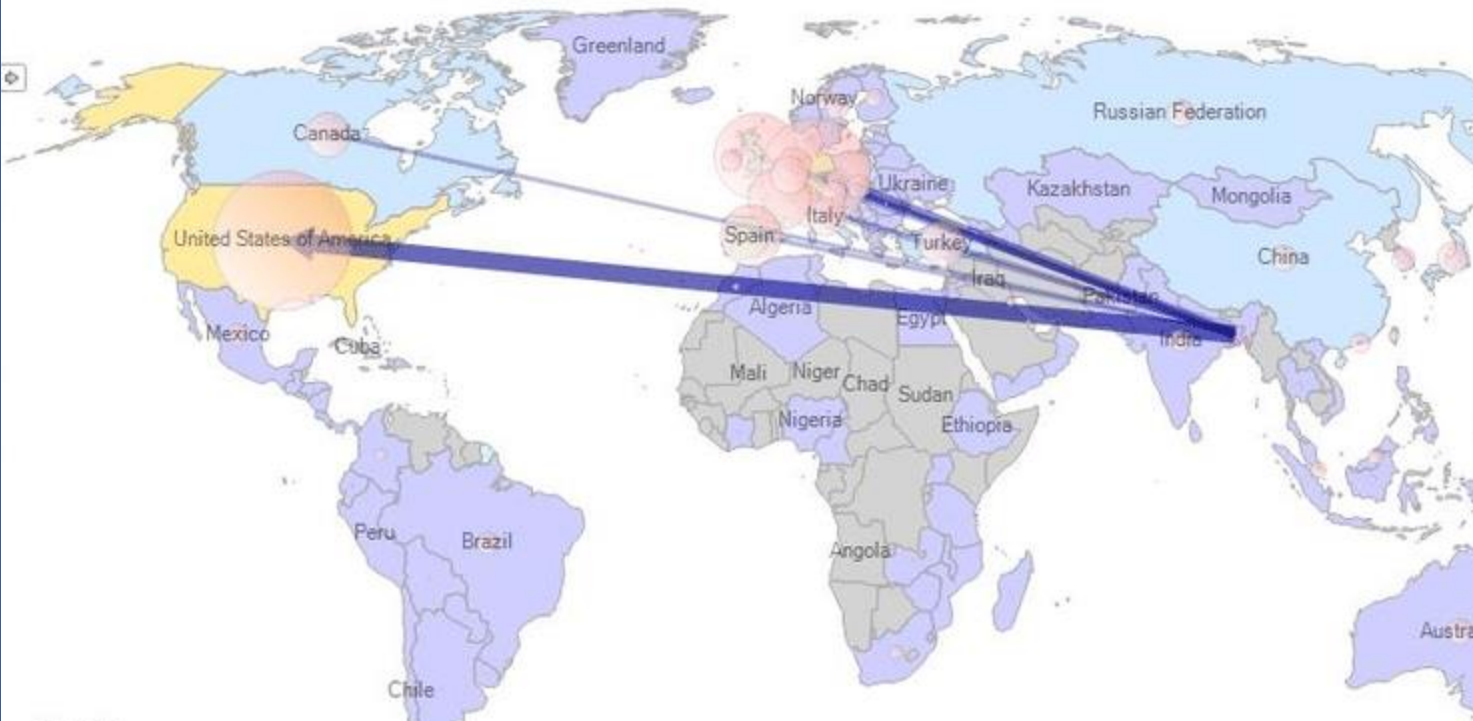 Greenland
Norway
Russian Federation
Canada
Ukraine
Kazakhstan
Mongolia
Italy
Spain
United States of America
Turkey
China
Iraq
Pakistan
Algeria
Egypt
Mexico
India
Cuba
Mali
Niger
Chad
Sudan
Nigeria
Ethiopia
Peru
Brazil
Angola
Austra
Chile